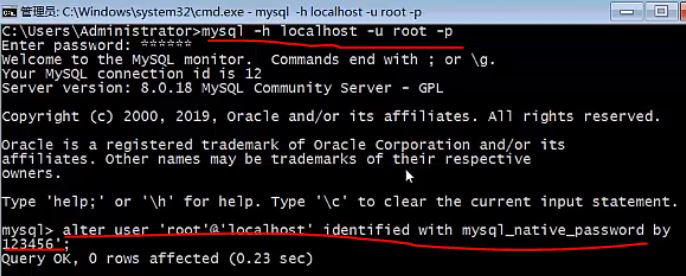 管理员: C:\Windows\system32\cmd.exe - mysql -h localhost -u root -p
C:\Users\Administrator>mysql -h localhost -u root -p
Enter password: ******
Welcome to the MySQL monitor.  Commands end with ; or \g.
Your MySQL connection id is 12
Server version: 8.0.18 MySQL Community Server - GPL
Copyright (c) 2000, 2019, Oracle and/or its affiliates. All rights reserved.
Oracle is a registered trademark of Oracle Corporation and/or its
affiliates. Other names may be trademarks of their respective
owners.
Type 'help;' or '\h' for help. Type '\c' to clear the current input statement.
mysql> alter user 'root'@'localhost' identified with mysql_native_password by
123456';
Query OK, 0 rows affected (0.23 sec)